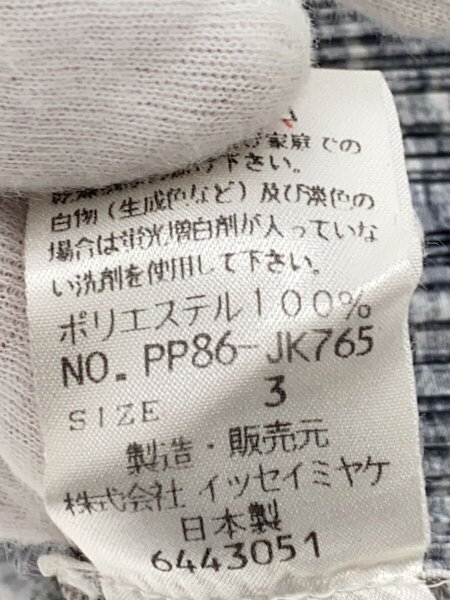 家庭での
下さい。
白物（生成色など）及び淡色の
場合は蛍光増白剤が入っていな
い洗剤を使用して下さい。
ポリエステル100%
NO. PP86-JK765
SIZE 3
製造・販売元
株式会社 イッセイミヤケ
日本製
6443051